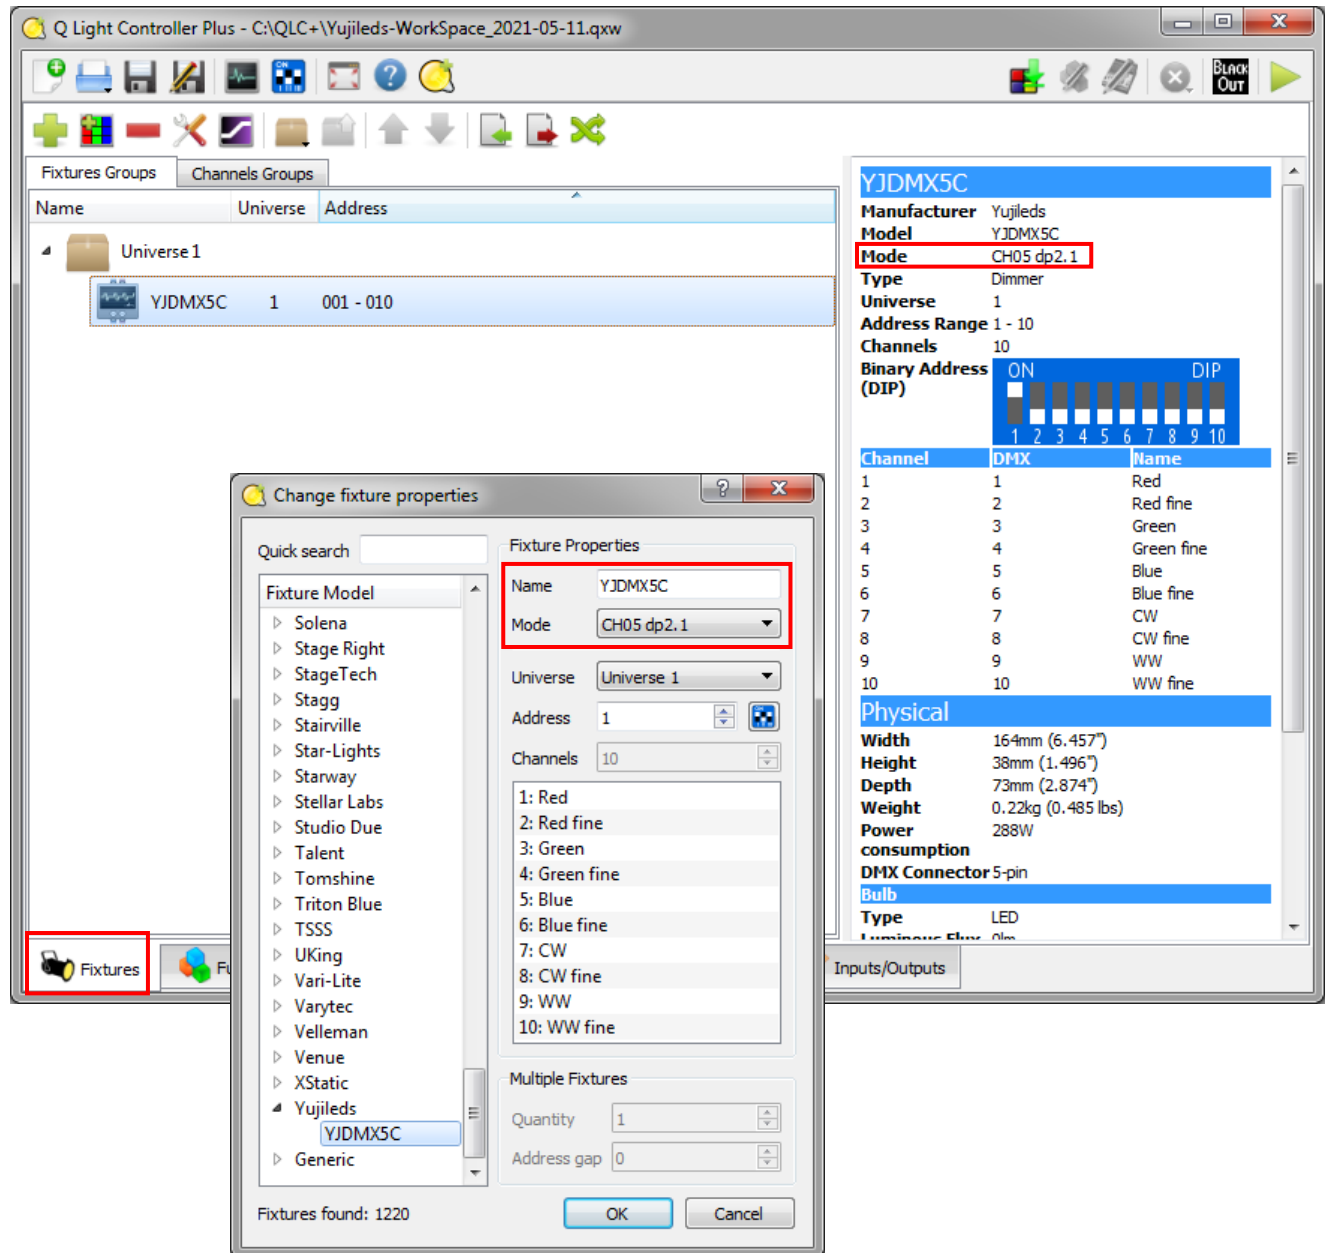 Q Light Controller Plus - C:\QLC+\Yujileds-WorkSpace_2021-05-11.qxw
BLACK
OUT
Fixtures Groups Channels Groups
Name Universe Address
Universe 1
YJDMX5C 1 001 - 010
YJDMX5C
Manufacturer Yujileds
Model YJDMX5C
Mode CH05 dp2.1
Type Dimmer
Universe 1
Address Range 1 - 10
Channels 10
Binary Address (DIP)
ON DIP
1 2 3 4 5 6 7 8 9 10
Channel DMX Name
1 1 Red
2 2 Red fine
3 3 Green
4 4 Green fine
5 5 Blue
6 6 Blue fine
7 7 CW
8 8 CW fine
9 9 WW
10 10 WW fine
Physical
Width 164mm (6.457")
Height 38mm (1.496")
Depth 73mm (2.874")
Weight 0.22kg (0.485 lbs)
Power consumption 288W
DMX Connector 5-pin
Bulb
Type LED
Luminous Flux 0lm
Fixtures
Fu
Inputs/Outputs
Change fixture properties
Quick search
Fixture Model
Solena
Stage Right
StageTech
Stagg
Stairville
Star-Lights
Starway
Stellar Labs
Studio Due
Talent
Tomshine
Triton Blue
TSSS
UKing
Vari-Lite
Varytec
Velleman
Venue
XStatic
Yujileds
YJDMX5C
Generic
Fixtures found: 1220
Fixture Properties
Name YJDMX5C
Mode CH05 dp2.1
Universe Universe 1
Address 1
Channels 10
1: Red
2: Red fine
3: Green
4: Green fine
5: Blue
6: Blue fine
7: CW
8: CW fine
9: WW
10: WW fine
Multiple Fixtures
Quantity 1
Address gap 0
OK Cancel